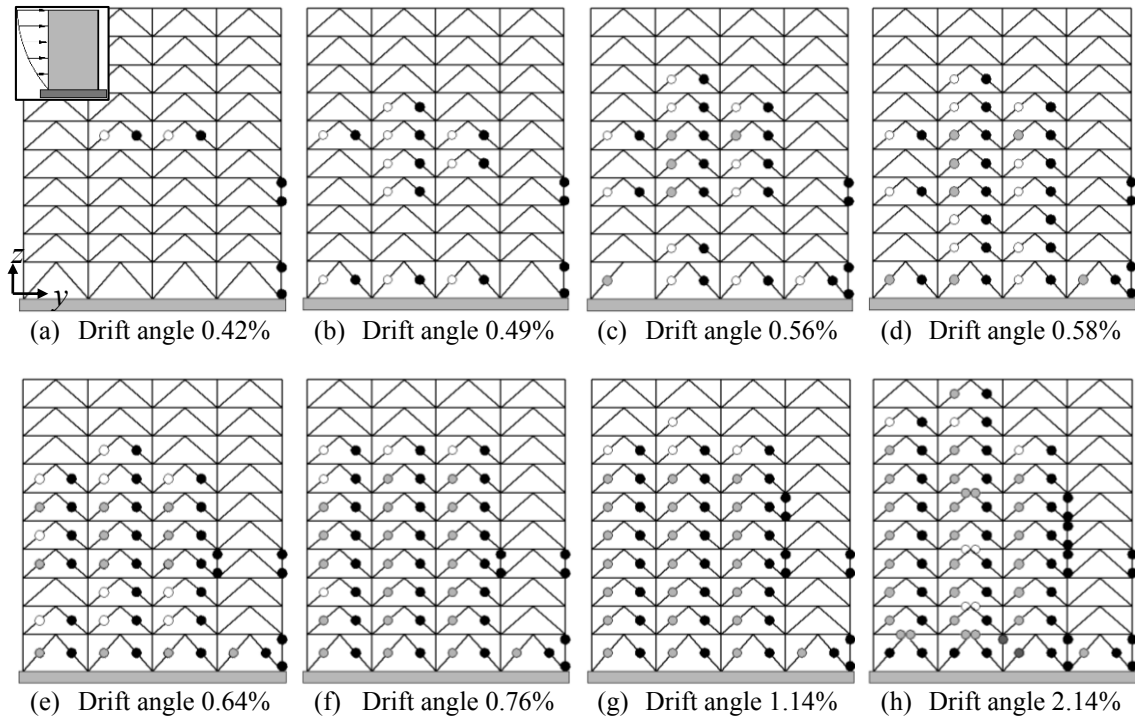 z
y
(a) Drift angle 0.42%
(b) Drift angle 0.49%
(c) Drift angle 0.56%
(d) Drift angle 0.58%
(e) Drift angle 0.64%
(f) Drift angle 0.76%
(g) Drift angle 1.14%
(h) Drift angle 2.14%